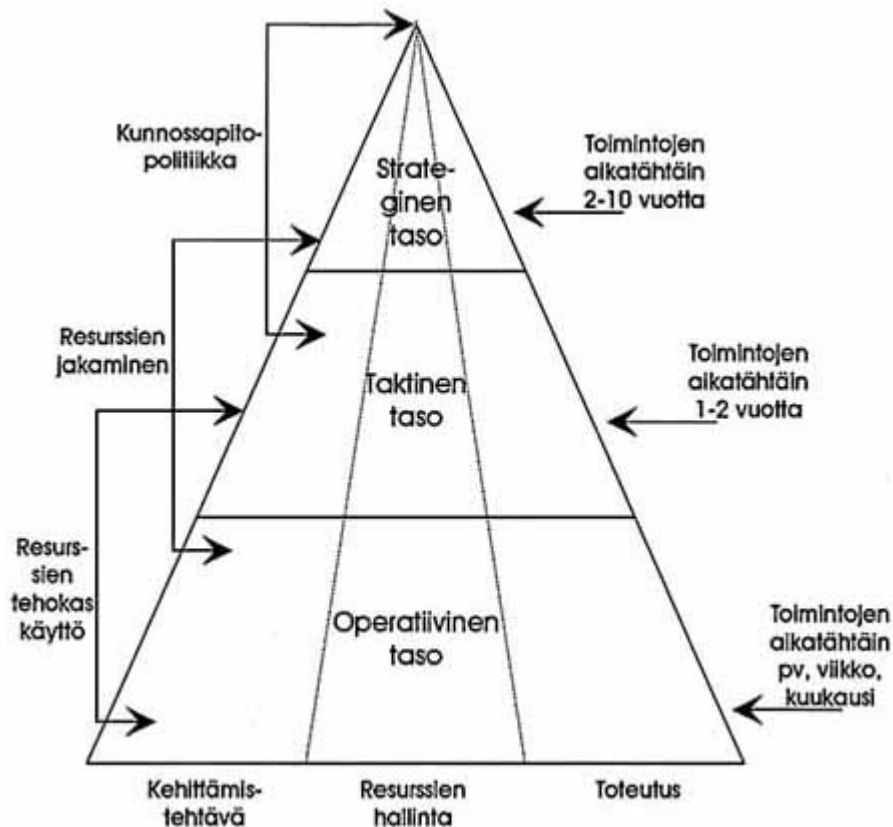 Kunnossapito-
politiikka
Strate-
ginen
taso
Toimintojen
aikatähtäin
2-10 vuotta
Resurssien
jakaminen
Taktinen
taso
Toimintojen
aikatähtäin
1-2 vuotta
Resurs-
sien
tehokas
käyttö
Operatiivinen
taso
Toimintojen
aikatähtäin
pv, viikko,
kuukausi
Kehittämis-
tehtävä
Resurssien
hallinta
Toteutus